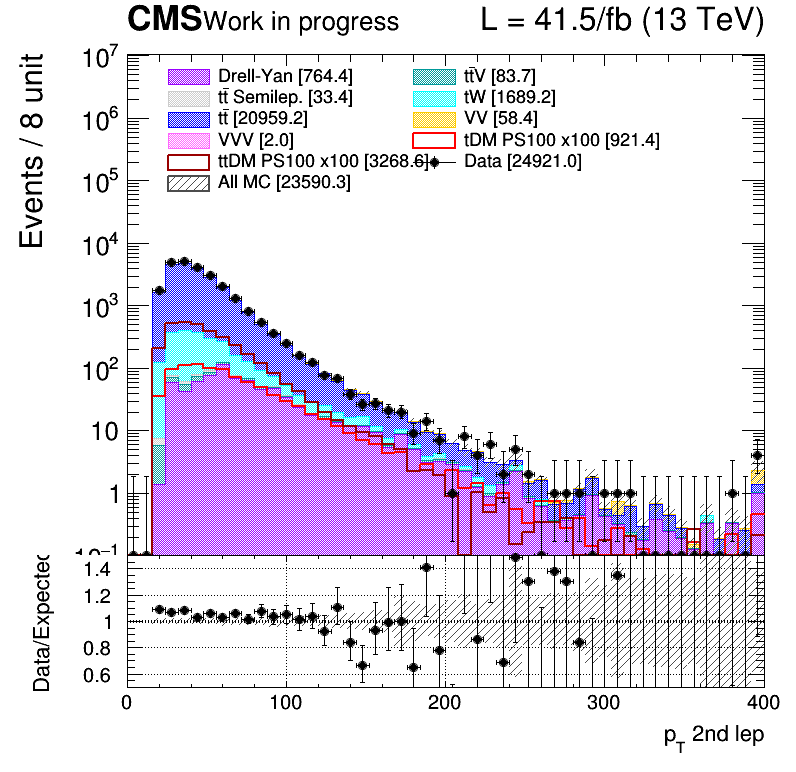 CMS Work in progress L = 41.5/fb (13 TeV)
Events / 8 unit
10⁷
10⁶
10⁵
10⁴
10³
10²
10
1
10⁻¹
Drell-Yan [764.4] tt̄V [83.7]
tt̄ Semilep. [33.4] tW [1689.2]
tt̄ [20959.2] VV [58.4]
VVV [2.0] tDM PS100 x100 [921.4]
ttDM PS100 x100 [3268.6] Data [24921.0]
All MC [23590.3]
Data/Expected
1.4
1.2
1
0.8
0.6
0 100 200 300 400
p_T 2nd lep